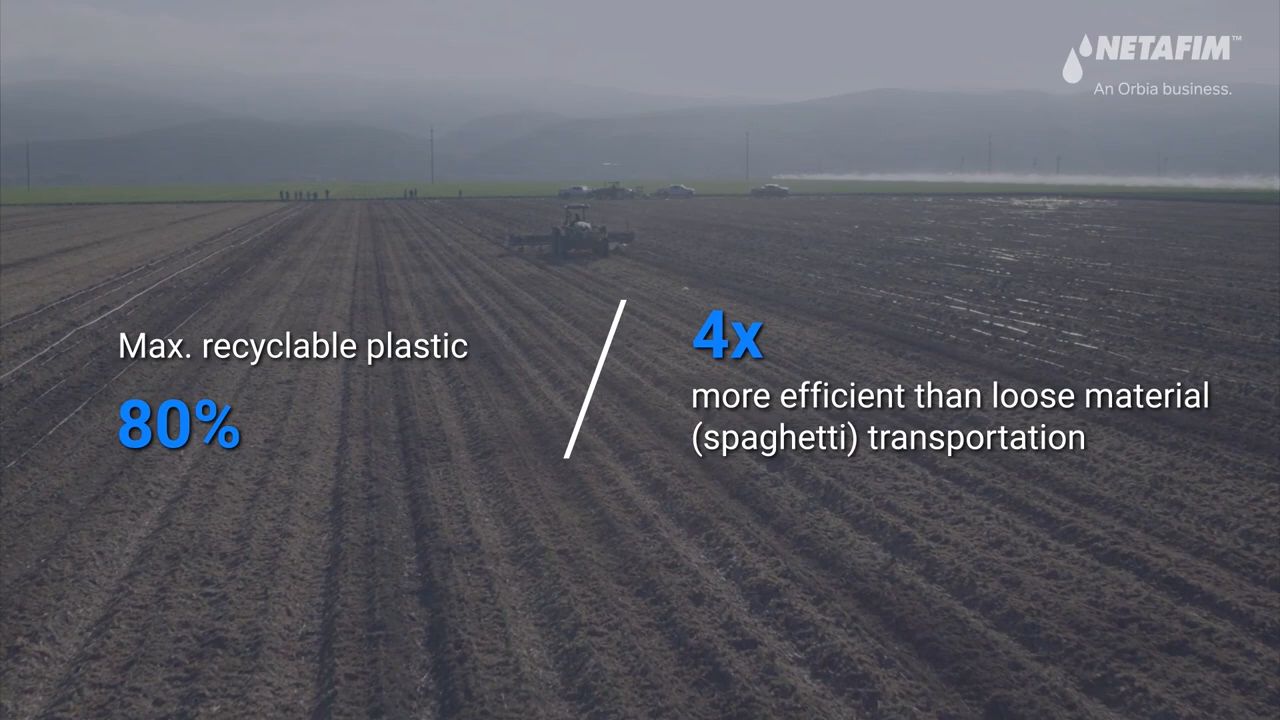 NETAFIM™
An Orbia business.
Max. recyclable plastic
80%
4x
more efficient than loose material
(spaghetti) transportation